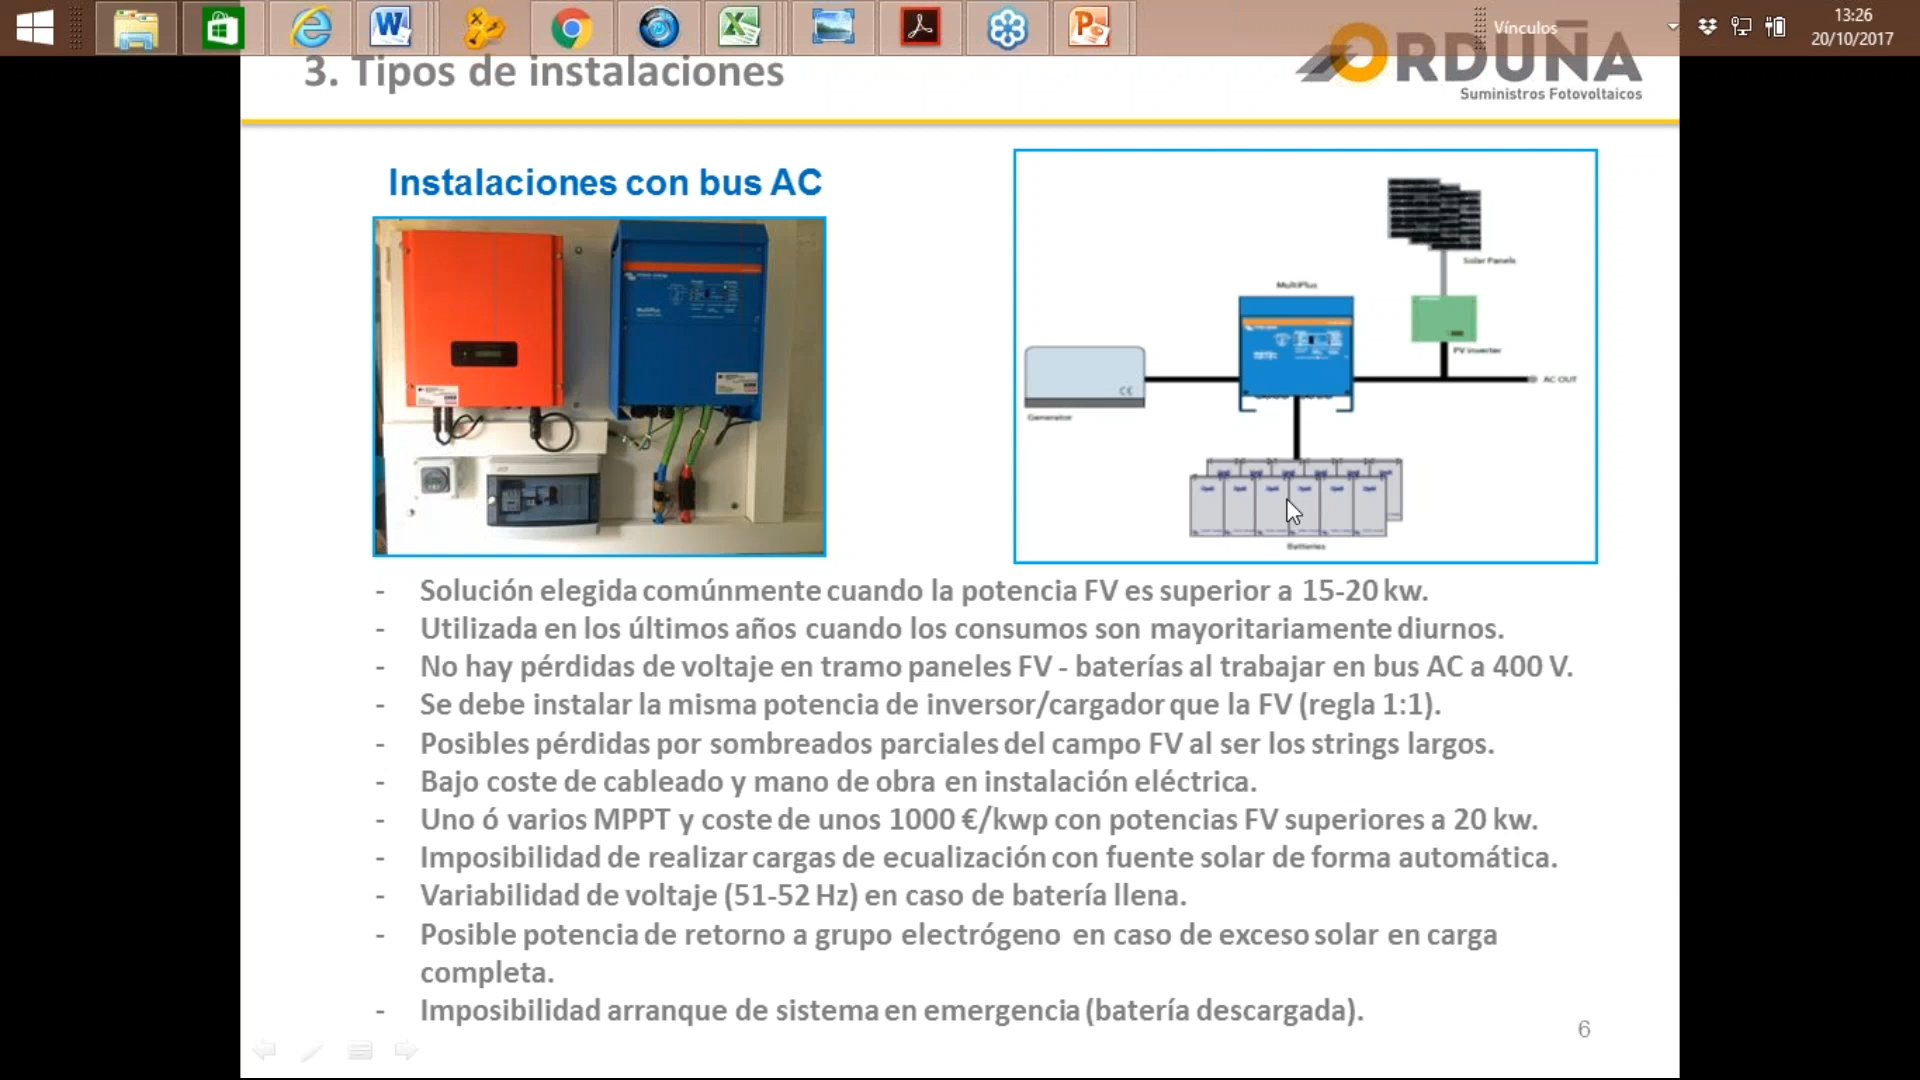 Vínculos
13:26
20/10/2017
3. Tipos de instalaciones
ORDUÑA
Suministros Fotovoltaicos
Instalaciones con bus AC
Solar Panels
MultiPlus
PV inverter
AC OUT
CE
Generator
Batteries
- Solución elegida comúnmente cuando la potencia FV es superior a 15-20 kw.
- Utilizada en los últimos años cuando los consumos son mayoritariamente diurnos.
- No hay pérdidas de voltaje en tramo paneles FV - baterías al trabajar en bus AC a 400 V.
- Se debe instalar la misma potencia de inversor/cargador que la FV (regla 1:1).
- Posibles pérdidas por sombreados parciales del campo FV al ser los strings largos.
- Bajo coste de cableado y mano de obra en instalación eléctrica.
- Uno ó varios MPPT y coste de unos 1000 €/kwp con potencias FV superiores a 20 kw.
- Imposibilidad de realizar cargas de ecualización con fuente solar de forma automática.
- Variabilidad de voltaje (51-52 Hz) en caso de batería llena.
- Posible potencia de retorno a grupo electrógeno en caso de exceso solar en carga
completa.
- Imposibilidad arranque de sistema en emergencia (batería descargada).
6